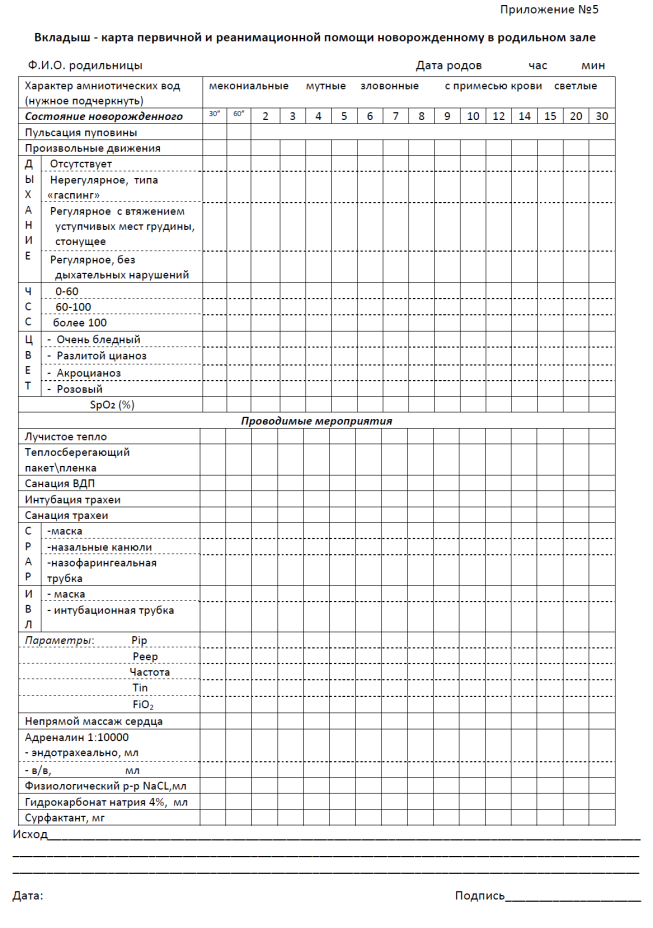 Приложение №5
Вкладыш - карта первичной и реанимационной помощи новорожденному в родильном зале
Ф.И.О. родильницы Дата родов час мин
Характер амниотических вод (нужное подчеркнуть) мекониальные мутные зловонные с примесью крови светлые
Состояние новорожденного 30" 60" 2 3 4 5 6 7 8 9 10 12 14 15 20 30
Пульсация пуповины
Произвольные движения
ДЫХАНИЕ
Отсутствует
Нерегулярное, типа
«гаспинг»
Регулярное с втяжением
уступчивых мест грудины,
стонущее
Регулярное, без
дыхательных нарушений
ЧСС
0-60
60-100
более 100
ЦВЕТ
- Очень бледный
- Разлитой цианоз
- Акроцианоз
- Розовый
SpO₂ (%)
Проводимые мероприятия
Лучистое тепло
Теплосберегающий
пакет\пленка
Санация ВДП
Интубация трахеи
Санация трахеи
СРАР
-маска
-назальные канюли
-назофарингеальная
трубка
ИВЛ
- маска
- интубационная трубка
Параметры: Pip
Peep
Частота
Tin
FiO₂
Непрямой массаж сердца
Адреналин 1:10000
- эндотрахеально, мл
- в/в, мл
Физиологический р-р NaCL,мл
Гидрокарбонат натрия 4%, мл
Сурфактант, мг
Исход
Дата: Подпись